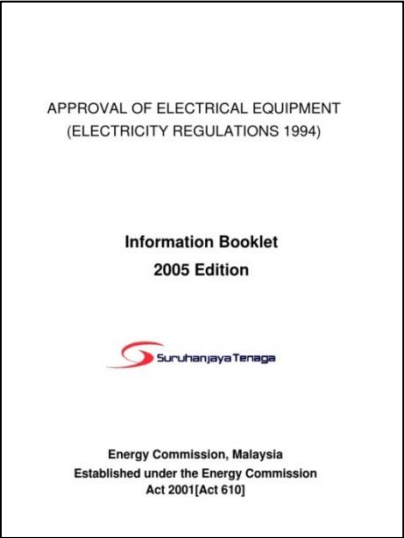 APPROVAL OF ELECTRICAL EQUIPMENT
(ELECTRICITY REGULATIONS 1994)
Information Booklet
2005 Edition
Suruhanjaya Tenaga
Energy Commission, Malaysia
Established under the Energy Commission
Act 2001[Act 610]